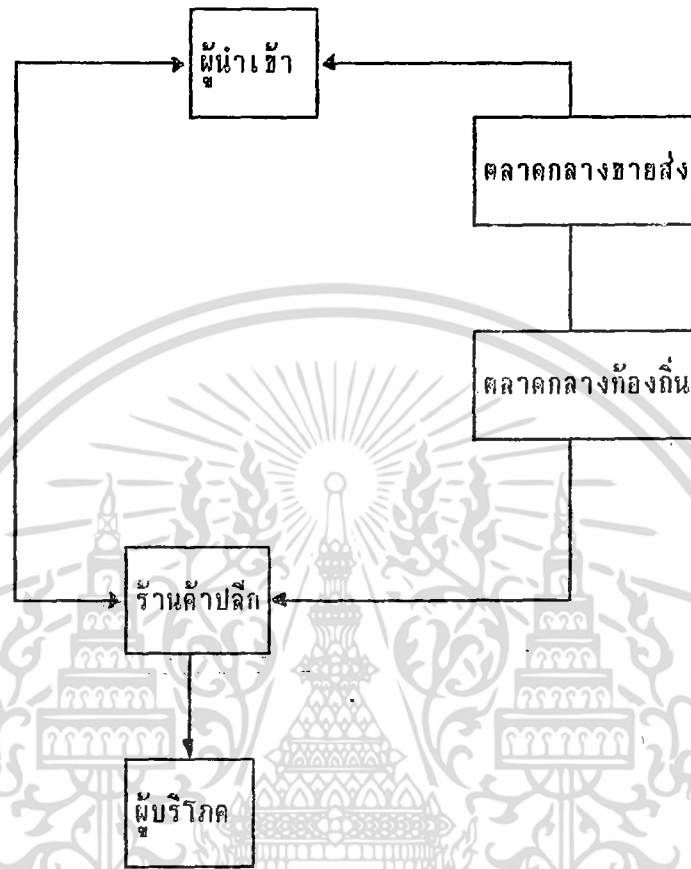 ผู้นำเข้า
ตลาดกลางขายส่ง
ตลาดกลางท้องถิ่น
ร้านค้าปลีก
ผู้บริโภค